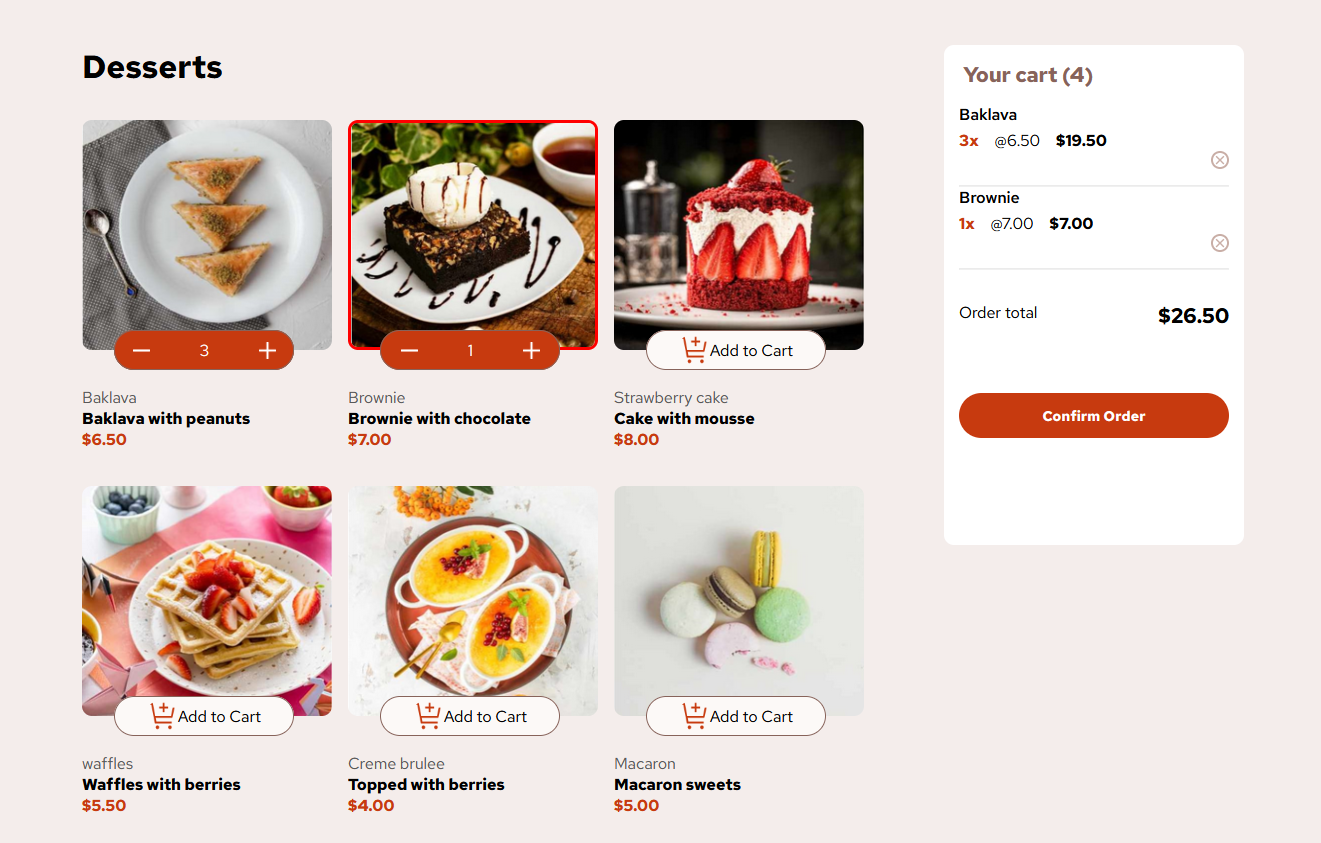 Desserts
3
Baklava
Baklava with peanuts
$6.50
1
Brownie
Brownie with chocolate
$7.00
Add to Cart
Strawberry cake
Cake with mousse
$8.00
Add to Cart
waffles
Waffles with berries
$5.50
Add to Cart
Creme brulee
Topped with berries
$4.00
Add to Cart
Macaron
Macaron sweets
$5.00
Your cart (4)
Baklava
3x @6.50 $19.50
Brownie
1x @7.00 $7.00
Order total $26.50
Confirm Order